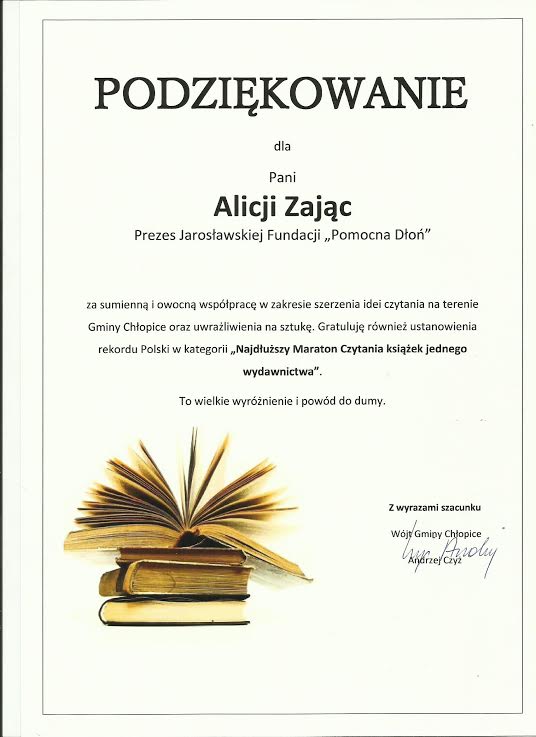 PODZIĘKOWANIE
dla
Pani
Alicji Zając
Prezes Jarosławskiej Fundacji „Pomocna Dłoń”
za sumienną i owocną współpracę w zakresie szerzenia idei czytania na terenie
Gminy Chłopice oraz uwrażliwienia na sztukę. Gratuluję również ustanowienia
rekordu Polski w kategorii „Najdłuższy Maraton Czytania książek jednego
wydawnictwa”.
To wielkie wyróżnienie i powód do dumy.
Z wyrazami szacunku
Wójt Gminy Chłopice
Andrzej Czyż